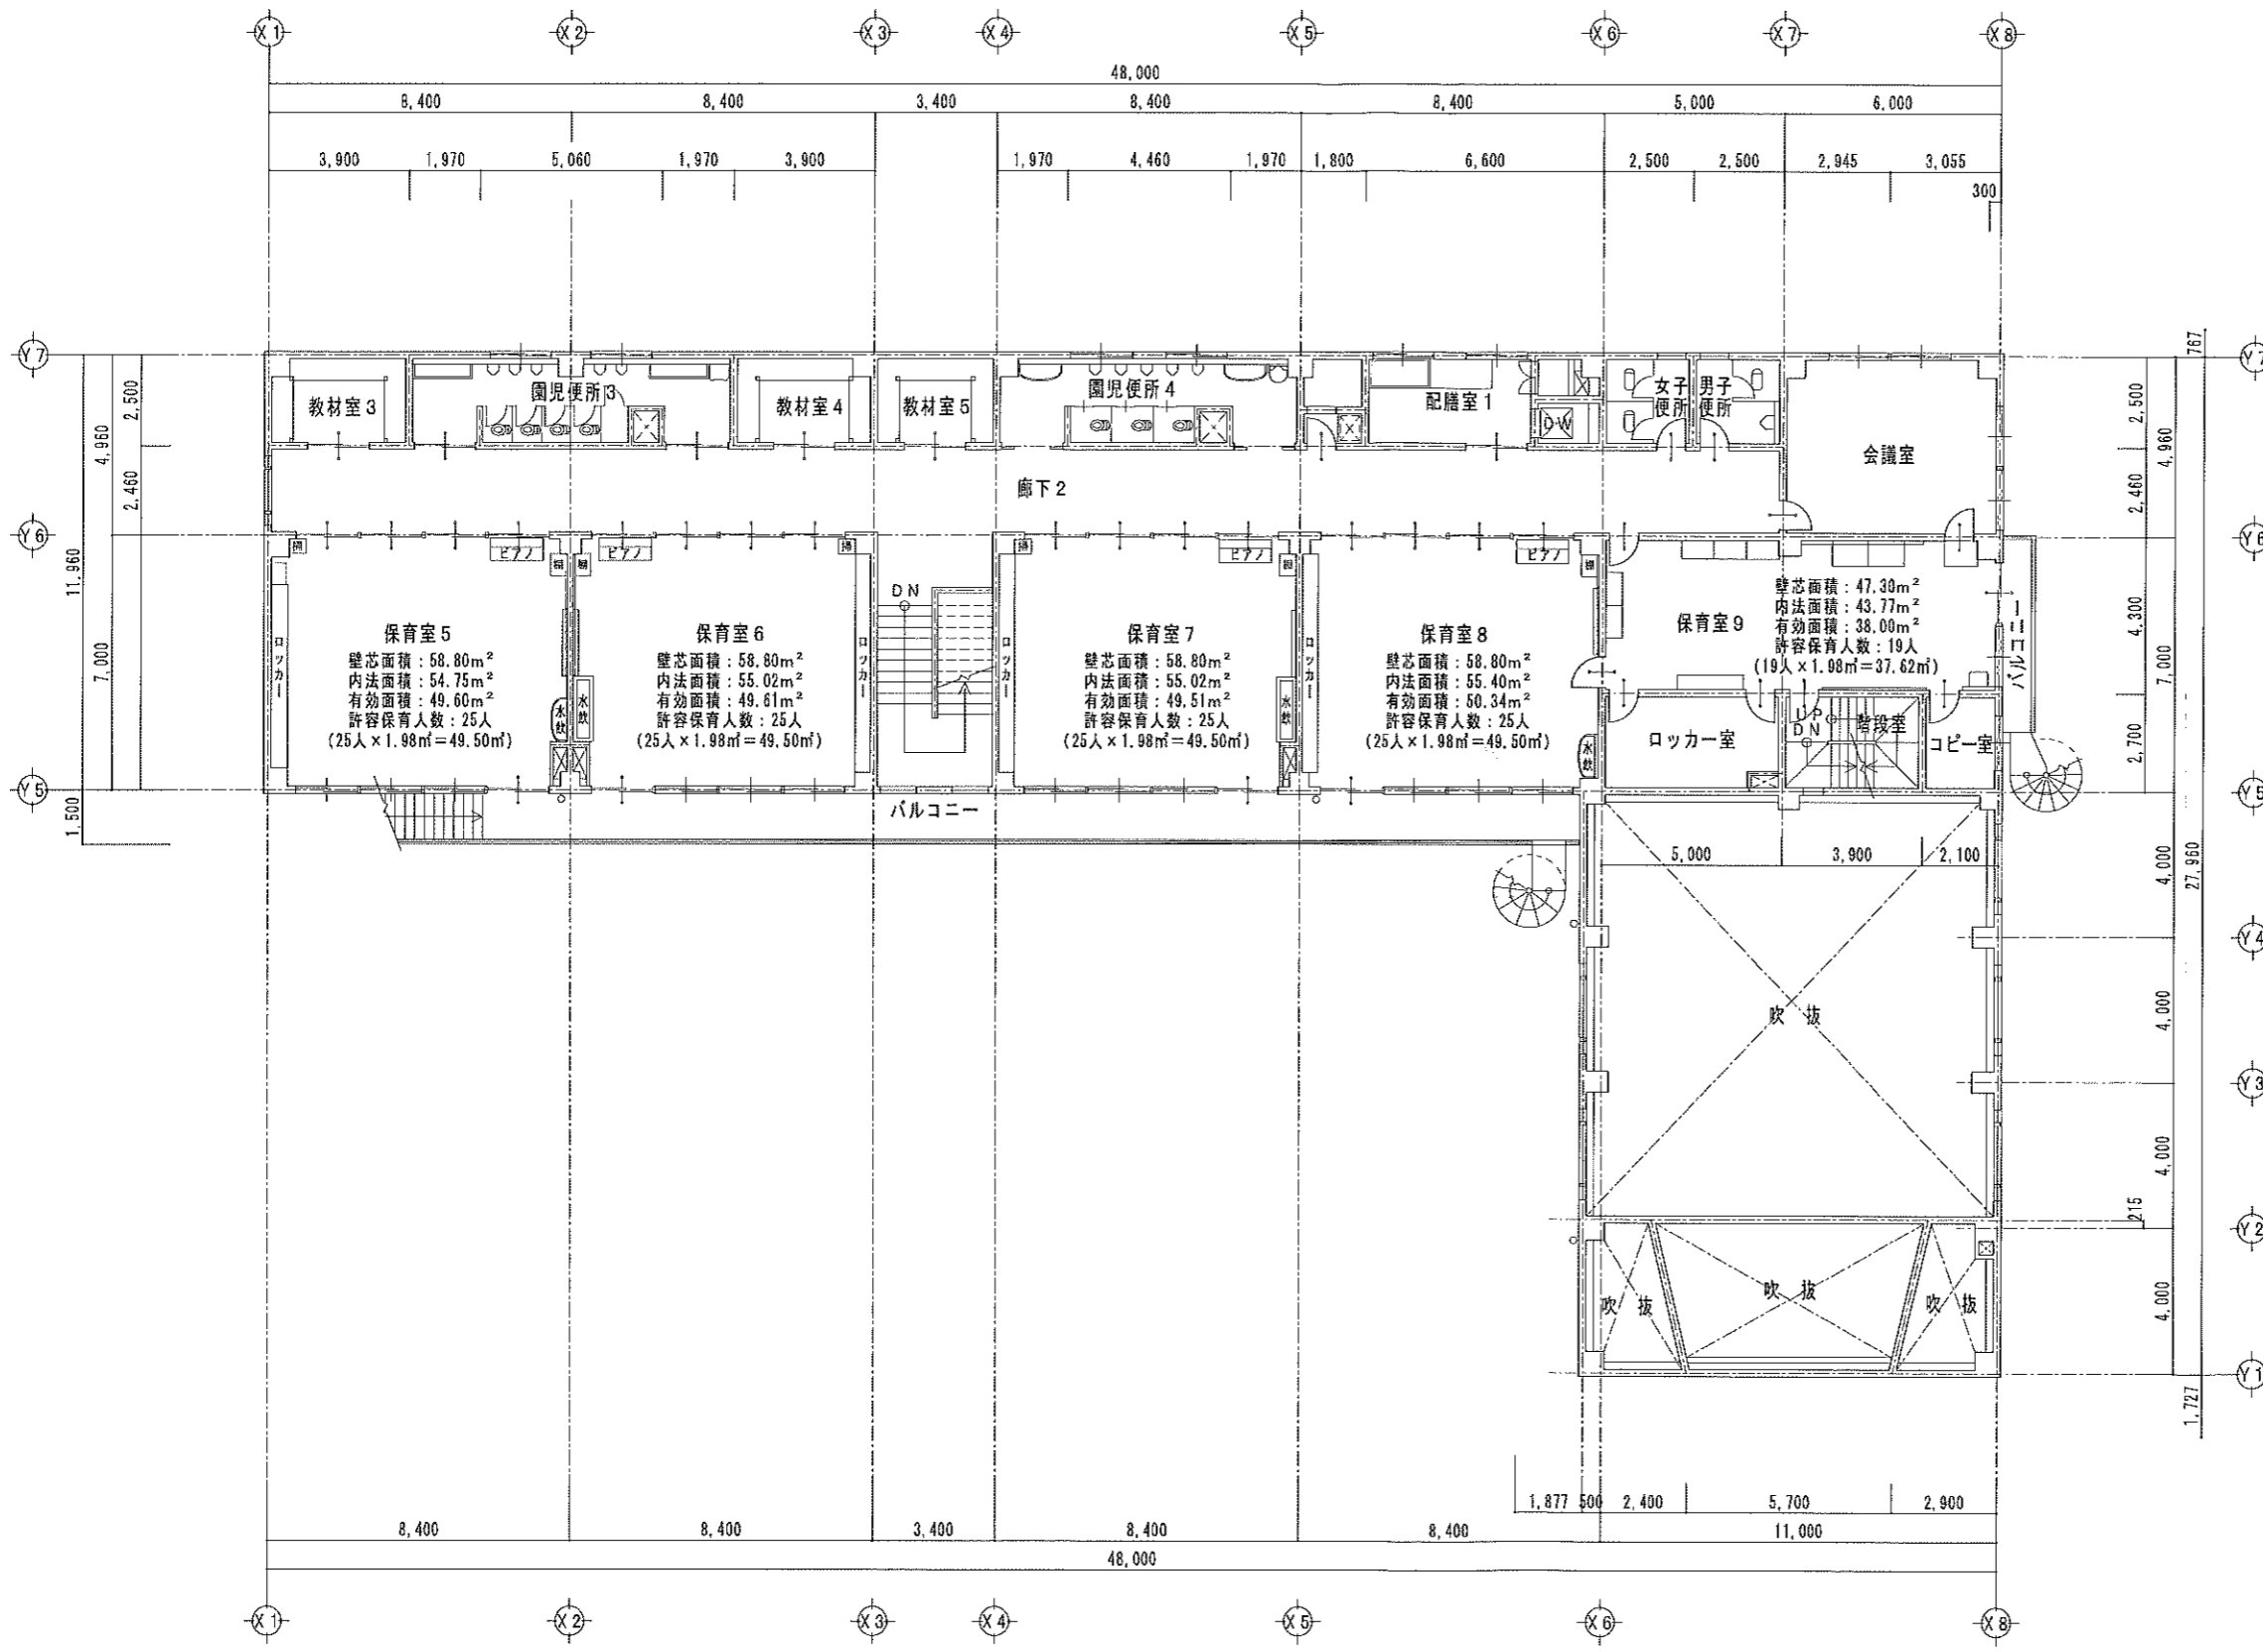 X1 X2 X3 X4 X5 X6 X7 X8
48,000
8,400 8,400 3,400 8,400 8,400 5,000 6,000
3,900 1,970 5,060 1,970 3,900 1,970 4,460 1,970 1,800 6,600 2,500 2,500 2,945 3,055
300
Y7
Y6
Y5
2,500
2,460
4,960
7,000
11,960
1,500
教材室3
園児便所3
教材室4
教材室5
園児便所4
配膳室1
DW
女子
便所
男子
便所
会議室
廊下2
掃
ピアノ
棚
棚
ピアノ
掃
掃
ピアノ
棚
ピアノ
棚
ロッカー
保育室5
壁芯面積:58.80m²
内法面積:54.75m²
有効面積:49.60m²
許容保育人数:25人
(25人×1.98㎡=49.50㎡)
水飲
水飲
保育室6
壁芯面積:58.80m²
内法面積:55.02m²
有効面積:49.61m²
許容保育人数:25人
(25人×1.98㎡=49.50㎡)
ロッカー
DN
ロッカー
保育室7
壁芯面積:58.80m²
内法面積:55.02m²
有効面積:49.51m²
許容保育人数:25人
(25人×1.98㎡=49.50㎡)
水飲
ロッカー
保育室8
壁芯面積:58.80m²
内法面積:55.40m²
有効面積:50.34m²
許容保育人数:25人
(25人×1.98㎡=49.50㎡)
水飲
保育室9
壁芯面積:47.30m²
内法面積:43.77m²
有効面積:38.00m²
許容保育人数:19人
(19人×1.98㎡=37.62㎡)
バルコニー
ロッカー室
UP
DN
階段室
コピー室
バルコニー
5,000 3,900 2,100
吹 抜
吹 抜
吹 抜
吹 抜
767
Y7
2,500
4,960
2,460
Y6
4,300
7,000
2,700
Y5
4,000
27,960
Y4
4,000
Y3
4,000
215
Y2
4,000
Y1
1,727
1,877 500 2,400 5,700 2,900
8,400 8,400 3,400 8,400 8,400 11,000
48,000
X1 X2 X3 X4 X5 X6 X8